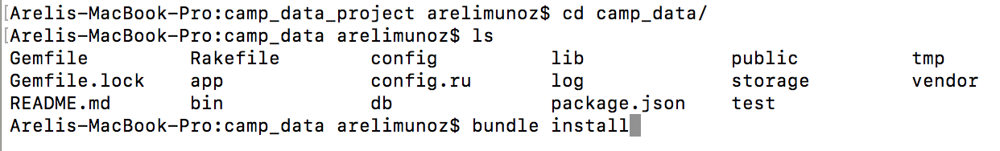 [Arelis-MacBook-Pro:camp_data_project arelimunoz$ cd camp_data/
[Arelis-MacBook-Pro:camp_data arelimunoz$ ls
Gemfile Rakefile config lib public tmp
Gemfile.lock app config.ru log storage vendor
README.md bin db package.json test
Arelis-MacBook-Pro:camp_data arelimunoz$ bundle install